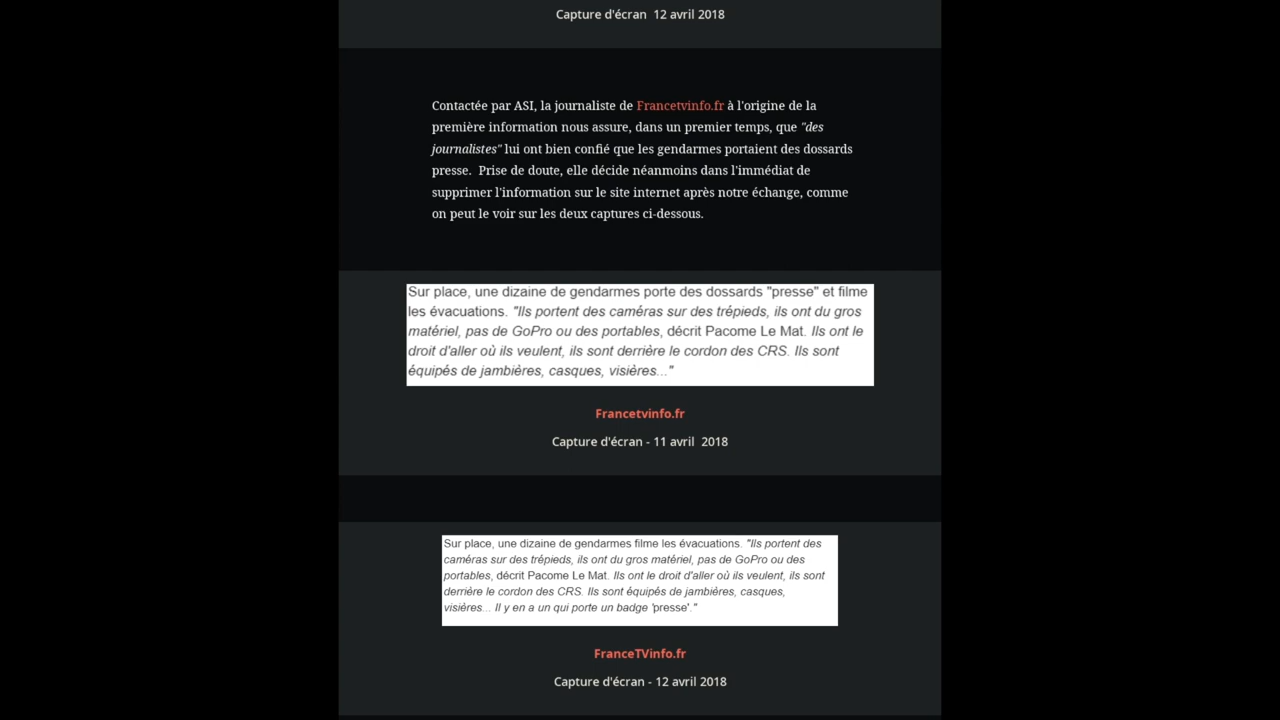 Capture d'écran  12 avril 2018
Contactée par ASI, la journaliste de Francetvinfo.fr à l'origine de la
première information nous assure, dans un premier temps, que "des
journalistes" lui ont bien confié que les gendarmes portaient des dossards
presse.  Prise de doute, elle décide néanmoins dans l'immédiat de
supprimer l'information sur le site internet après notre échange, comme
on peut le voir sur les deux captures ci-dessous.
Sur place, une dizaine de gendarmes porte des dossards "presse" et filme
les évacuations. "Ils portent des caméras sur des trépieds, ils ont du gros
matériel, pas de GoPro ou des portables, décrit Pacome Le Mat. Ils ont le
droit d'aller où ils veulent, ils sont derrière le cordon des CRS. Ils sont
équipés de jambières, casques, visières..."
Francetvinfo.fr
Capture d'écran - 11 avril  2018
Sur place, une dizaine de gendarmes filme les évacuations. "Ils portent des
caméras sur des trépieds, ils ont du gros matériel, pas de GoPro ou des
portables, décrit Pacome Le Mat. Ils ont le droit d'aller où ils veulent, ils sont
derrière le cordon des CRS. Ils sont équipés de jambières, casques,
visières... Il y en a un qui porte un badge 'presse'."
FranceTVinfo.fr
Capture d'écran - 12 avril 2018